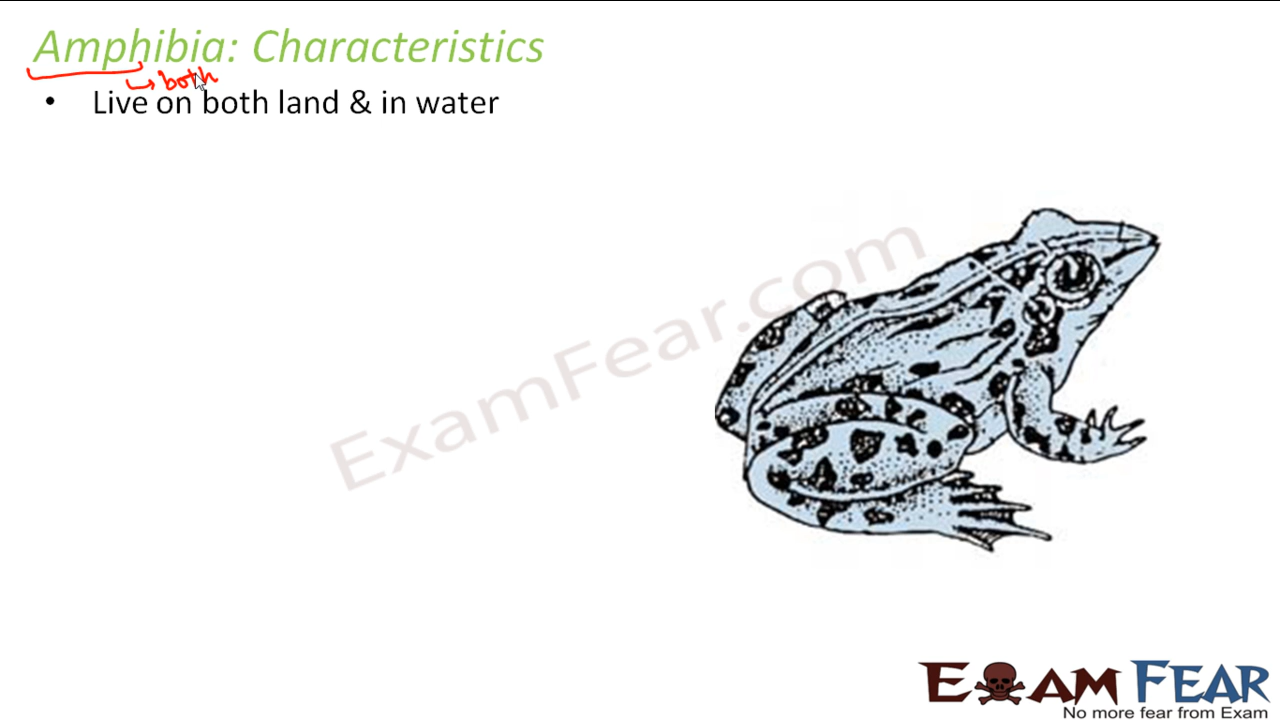 Amphibia: Characteristics
both
• Live on both land & in water
ExamFear.com
EXAM FEAR
No more fear from Exam